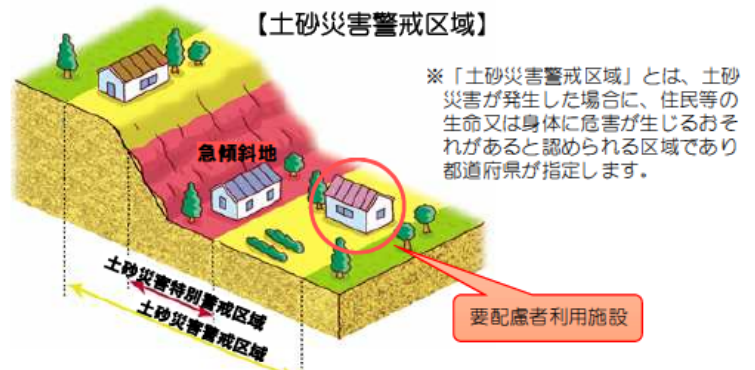 【土砂災害警戒区域】
※「土砂災害警戒区域」とは、土砂
災害が発生した場合に、住民等の
生命又は身体に危害が生じるおそ
れがあると認められる区域であり
都道府県が指定します。
急傾斜地
土砂災害特別警戒区域
土砂災害警戒区域
要配慮者利用施設